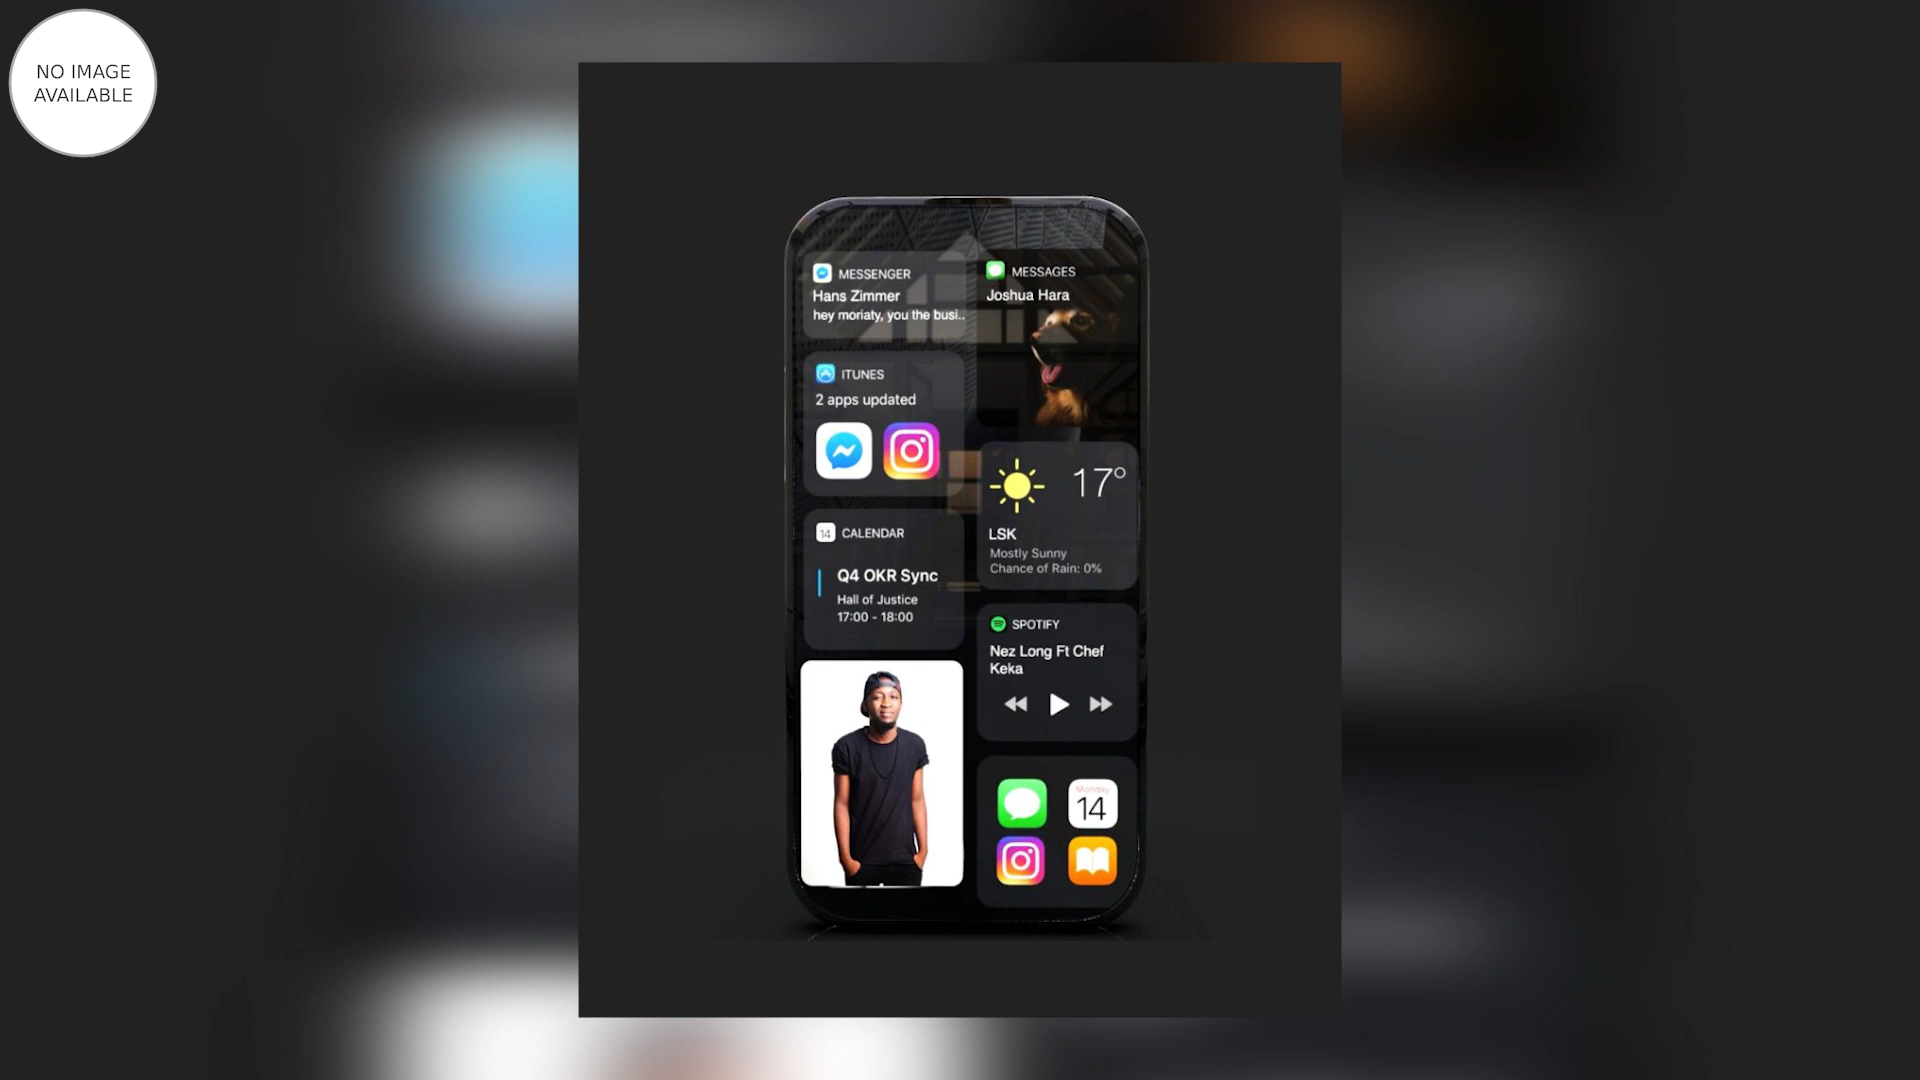 NO IMAGE
AVAILABLE
MESSENGER
Hans Zimmer
hey moriaty, you the busi..
MESSAGES
Joshua Hara
ITUNES
2 apps updated
17°
LSK
Mostly Sunny
Chance of Rain: 0%
14 CALENDAR
Q4 OKR Sync
Hall of Justice
17:00 - 18:00
SPOTIFY
Nez Long Ft Chef
Keka
Monday
14